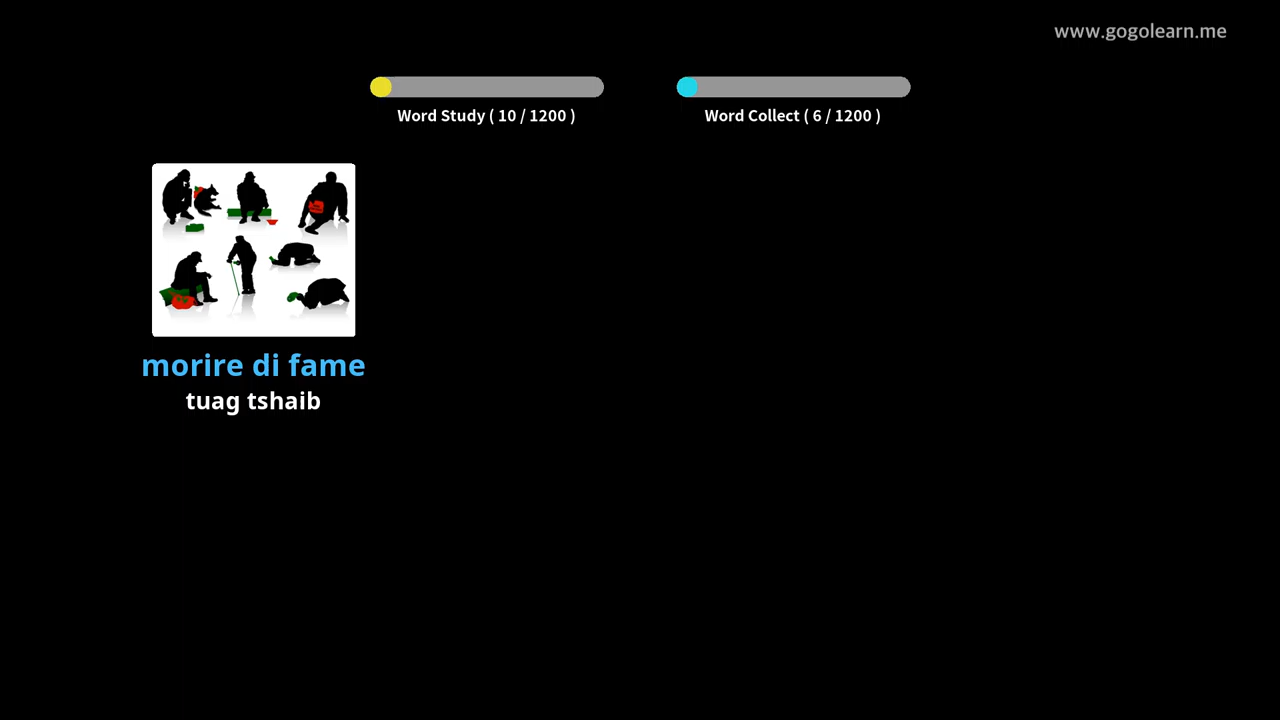 www.gogolearn.me
Word Study ( 10 / 1200 )
Word Collect ( 6 / 1200 )
morire di fame
tuag tshaib